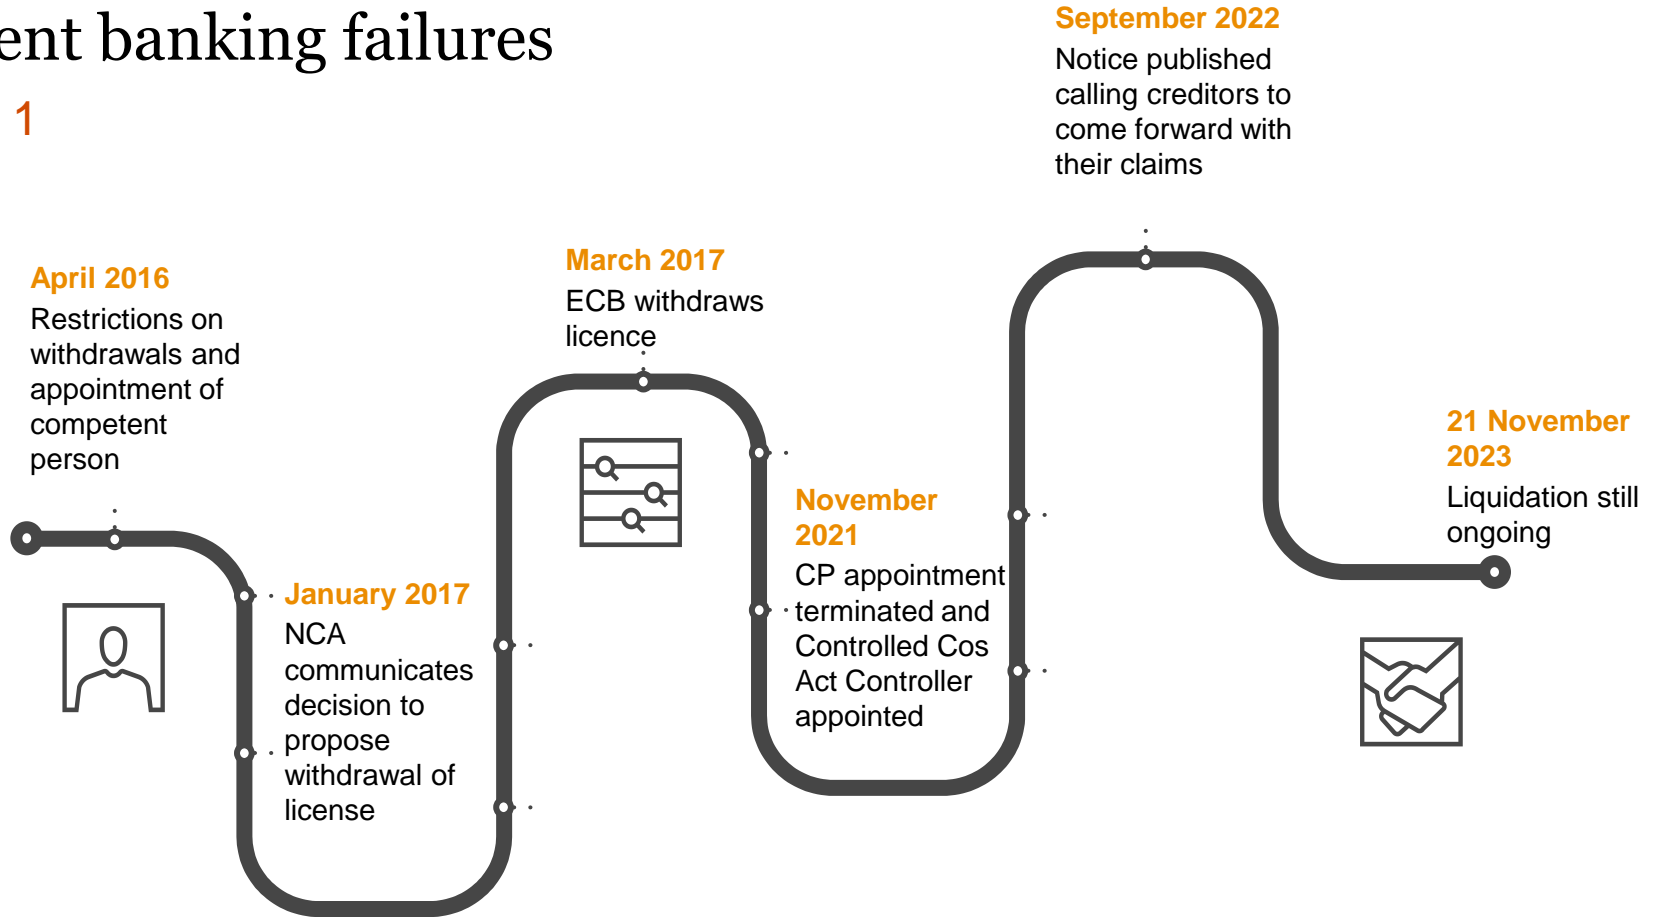 ent banking failures
1
September 2022
Notice published
calling creditors to
come forward with
their claims
April 2016
Restrictions on
withdrawals and
appointment of
competent
person
March 2017
ECB withdraws
licence
January 2017
NCA
communicates
decision to
propose
withdrawal of
license
November
2021
CP appointment
terminated and
Controlled Cos
Act Controller
appointed
21 November
2023
Liquidation still
ongoing